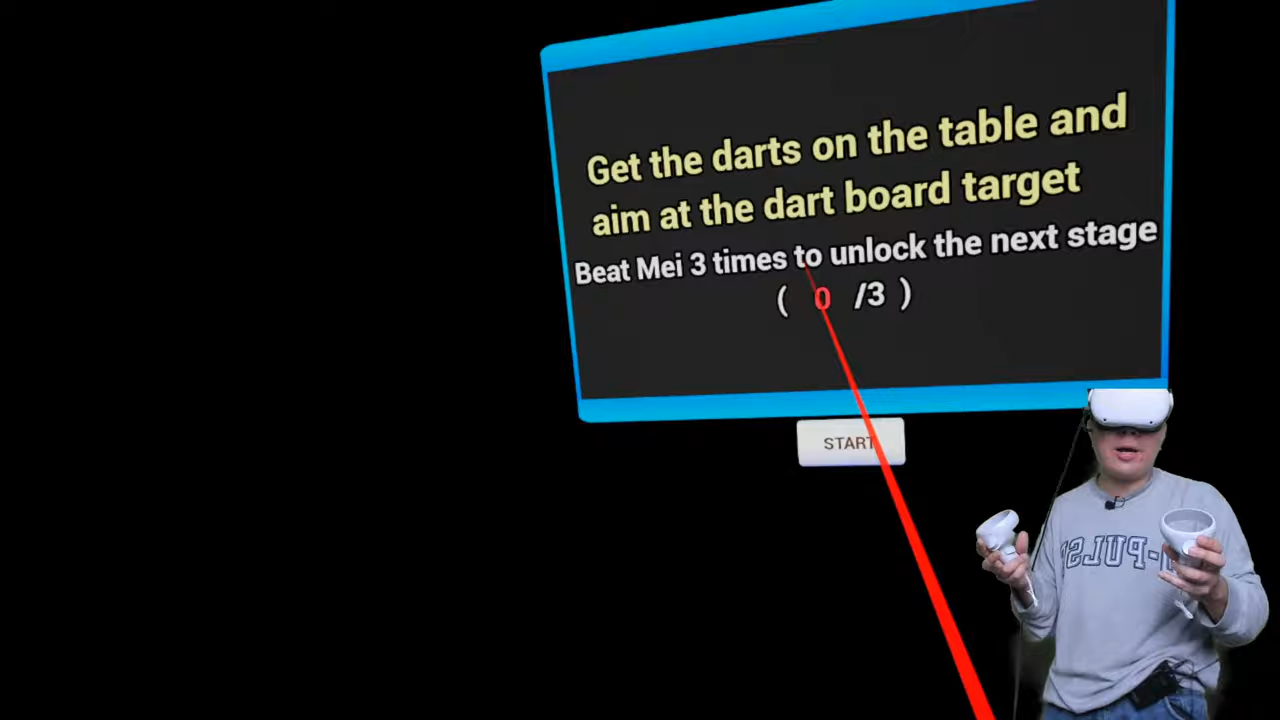 Get the darts on the table and
aim at the dart board target
Beat Mei 3 times to unlock the next stage
( 0 /3 )
START